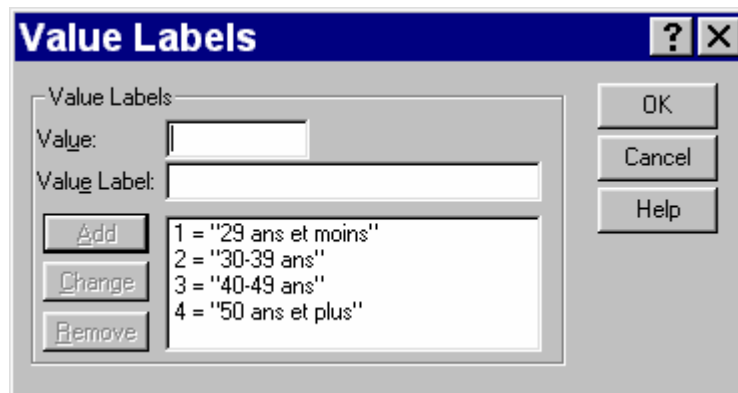 Value Labels
? X
Value Labels
Value:
Value Label:
OK
Cancel
Help
Add
Change
Remove
1 = "29 ans et moins"
2 = "30-39 ans"
3 = "40-49 ans"
4 = "50 ans et plus"